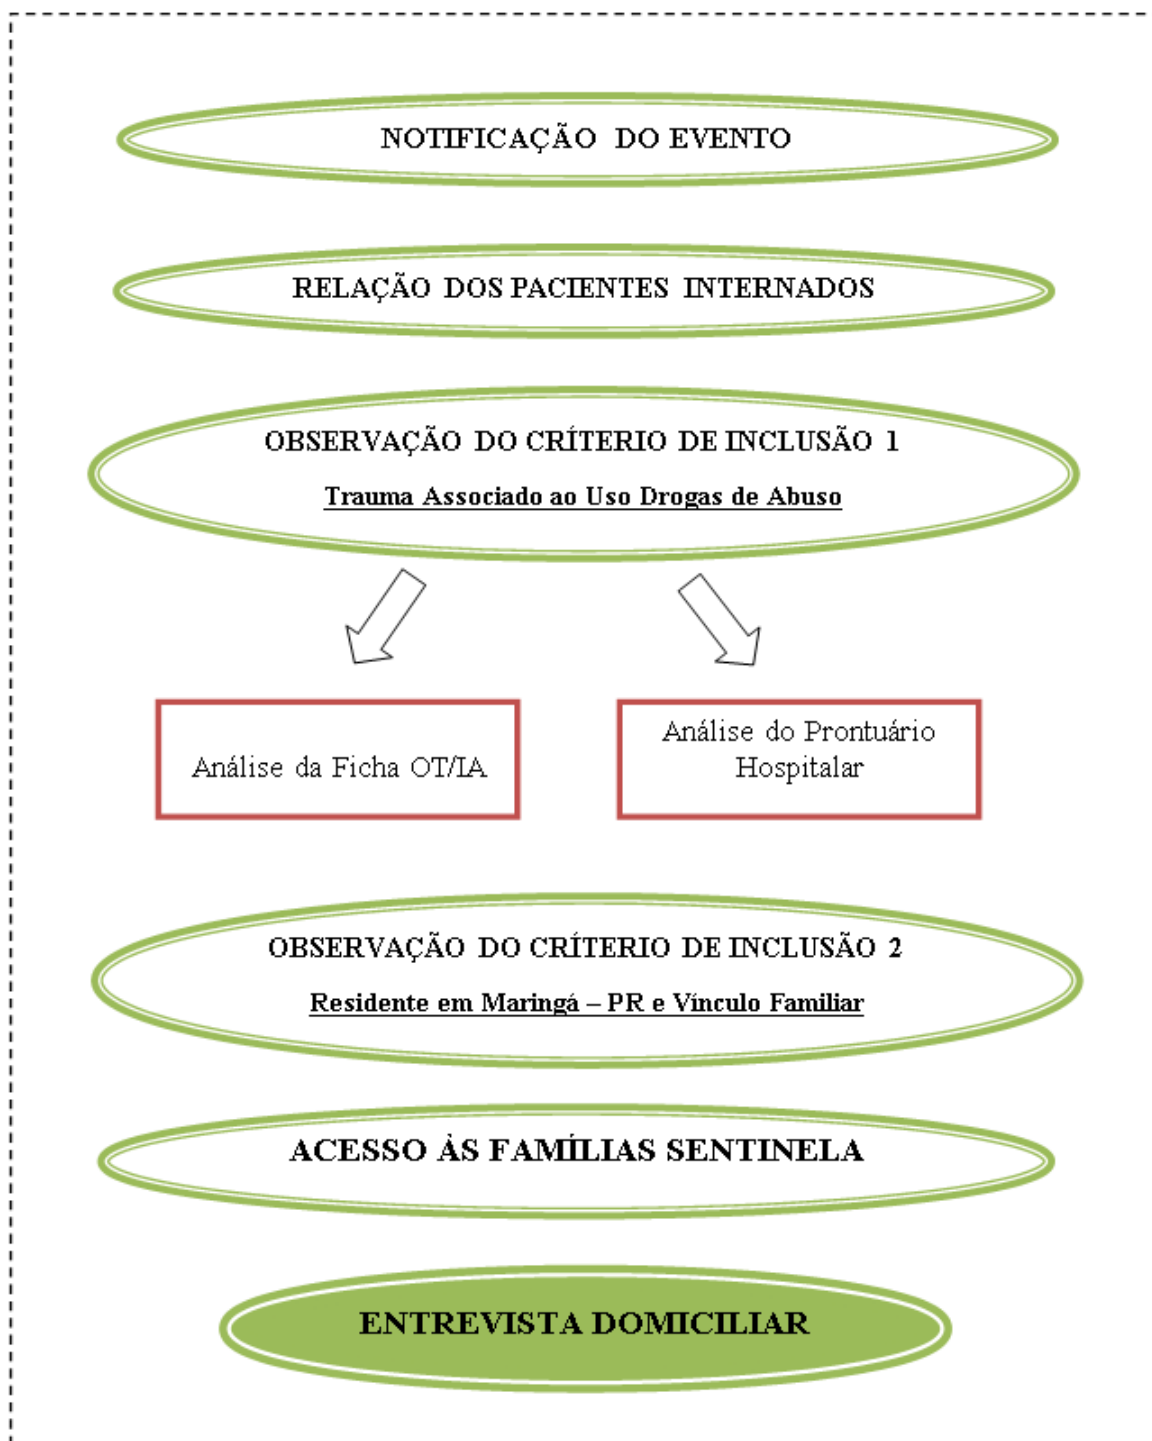 NOTIFICAÇÃO DO EVENTO
RELAÇÃO DOS PACIENTES INTERNADOS
OBSERVAÇÃO DO CRÍTERIO DE INCLUSÃO 1
Trauma Associado ao Uso Drogas de Abuso
Análise da Ficha OT/IA
Análise do Prontuário
Hospitalar
OBSERVAÇÃO DO CRÍTERIO DE INCLUSÃO 2
Residente em Maringá – PR e Vínculo Familiar
ACESSO ÀS FAMÍLIAS SENTINELA
ENTREVISTA DOMICILIAR